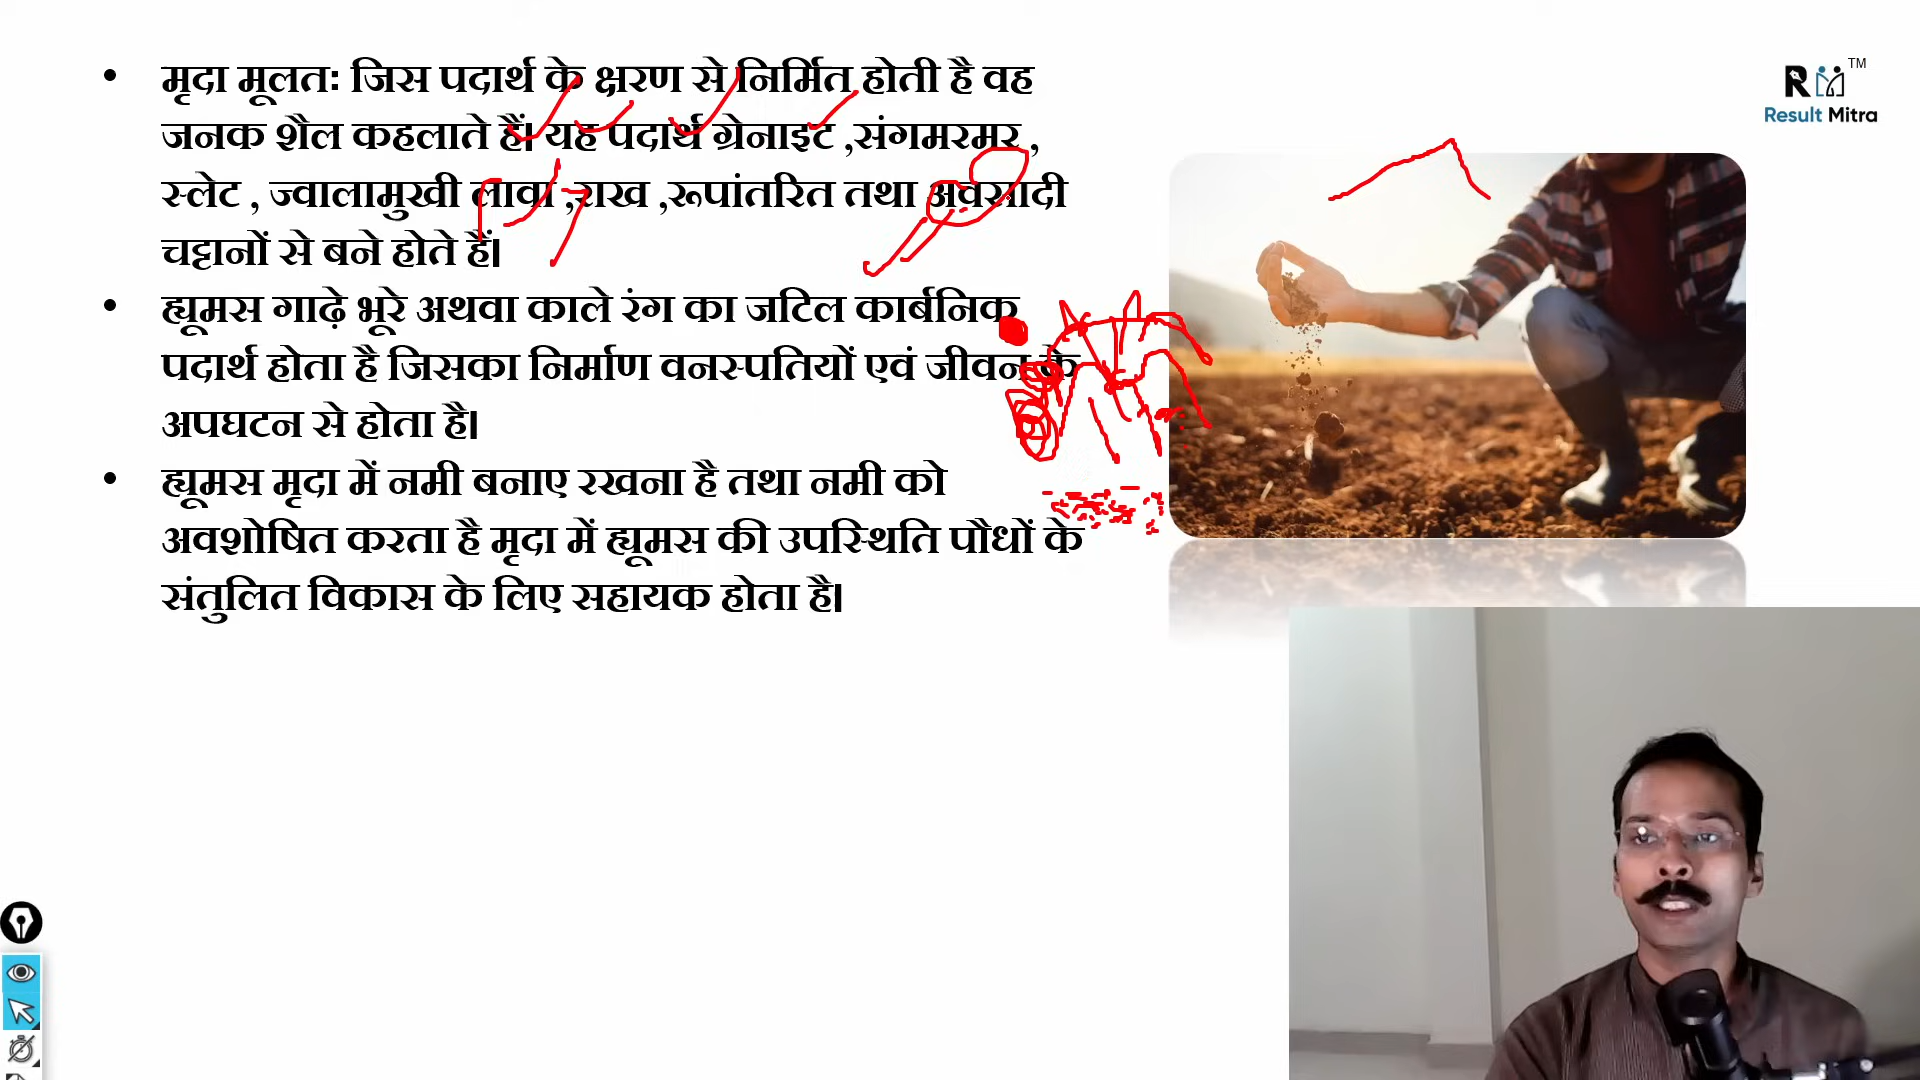 मृदा मूलतः जिस पदार्थ के क्षरण से निर्मित होती है वह
जनक शैल कहलाते हैं। यह पदार्थ ग्रेनाइट ,संगमरमर ,
स्लेट , ज्वालामुखी लावा ,राख ,रूपांतरित तथा अवसादी
चट्टानों से बने होते हैं।
ह्यूमस गाढ़े भूरे अथवा काले रंग का जटिल कार्बनिक
पदार्थ होता है जिसका निर्माण वनस्पतियों एवं जीवन के
अपघटन से होता है।
ह्यूमस मृदा में नमी बनाए रखना है तथा नमी को
अवशोषित करता है मृदा में ह्यूमस की उपस्थिति पौधों के
संतुलित विकास के लिए सहायक होता है।
R TM
Result Mitra